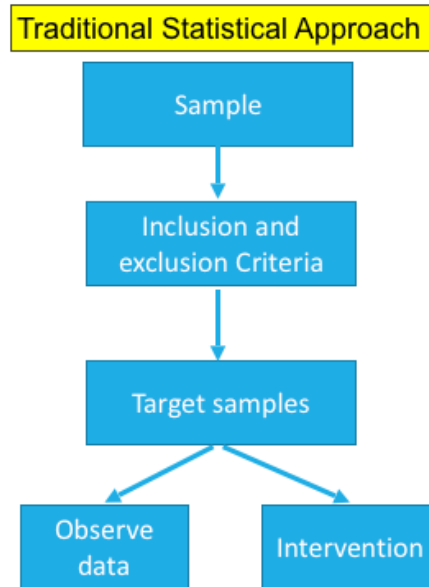 Traditional Statistical Approach
Sample
Inclusion and
exclusion Criteria
Target samples
Observe
data
Intervention